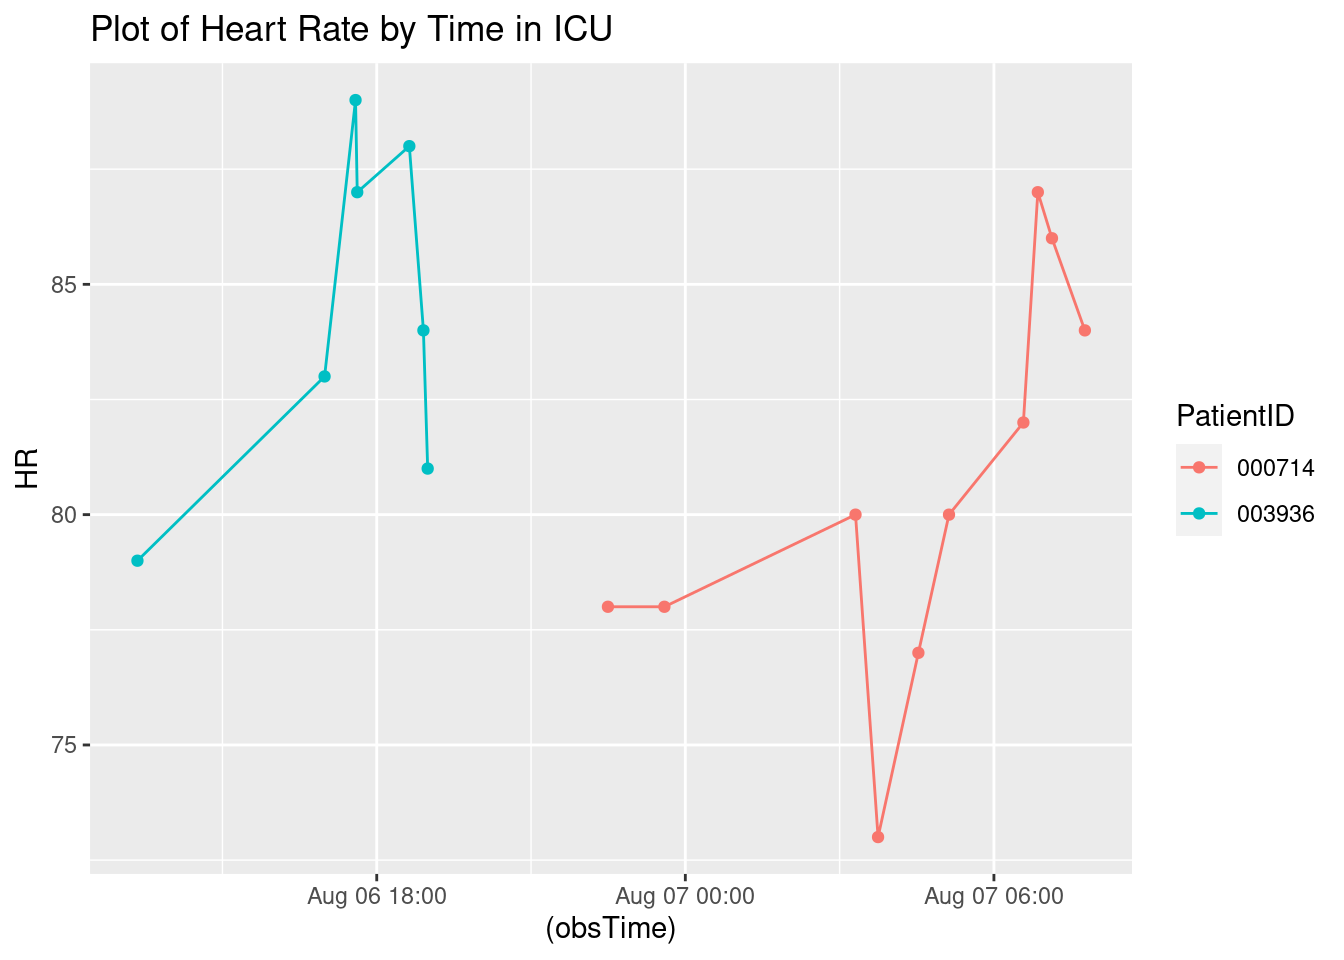 Plot of Heart Rate by Time in ICU
HR
85
80
75
Aug 06 18:00 Aug 07 00:00 Aug 07 06:00
(obsTime)
PatientID
000714
003936